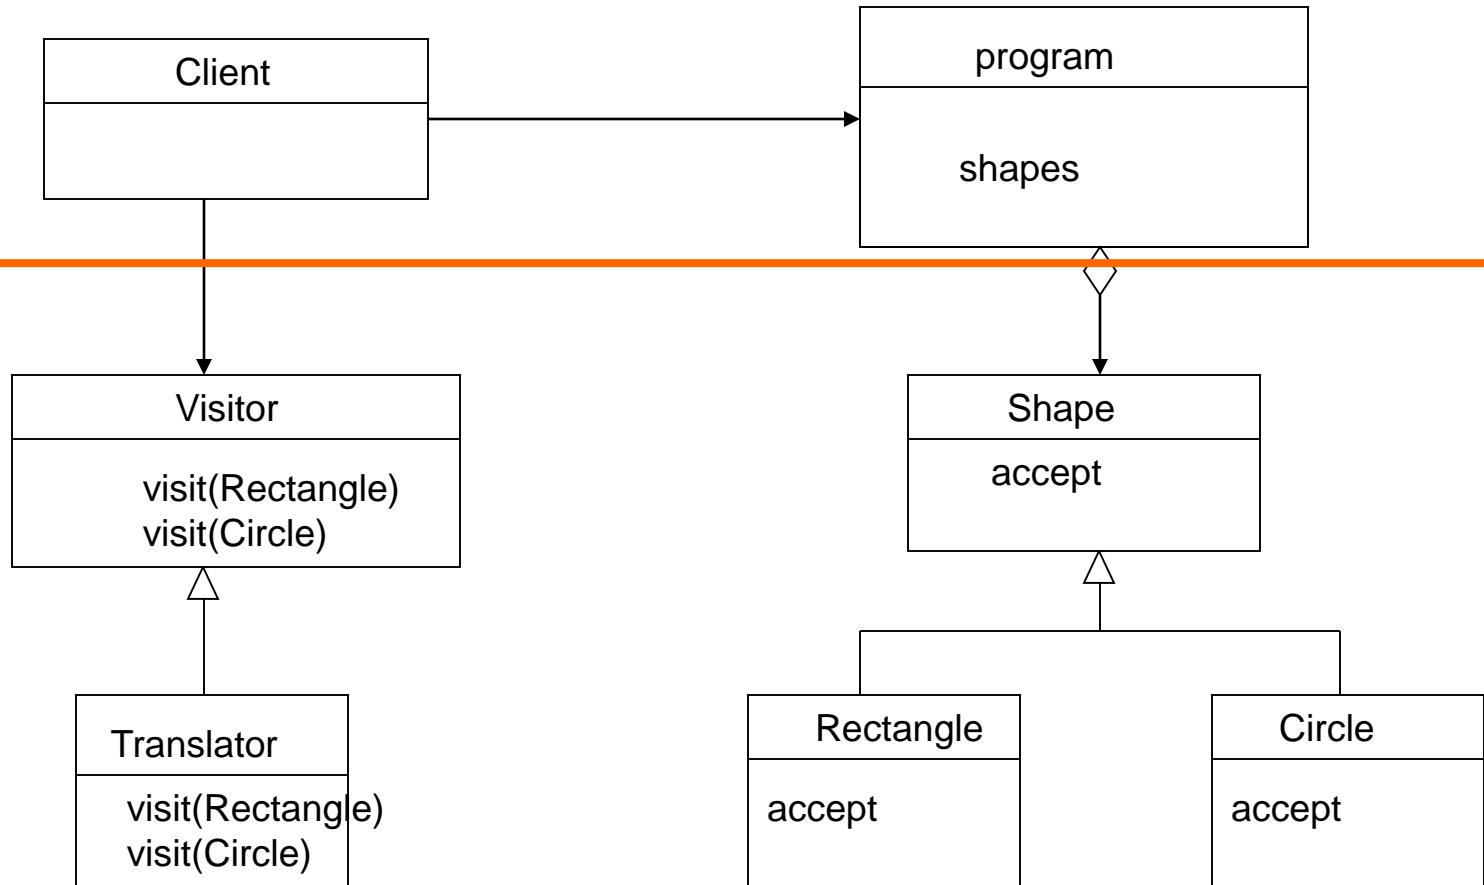 Client
program
shapes
Visitor
visit(Rectangle)
visit(Circle)
Shape
accept
Translator
visit(Rectangle)
visit(Circle)
Rectangle
accept
Circle
accept